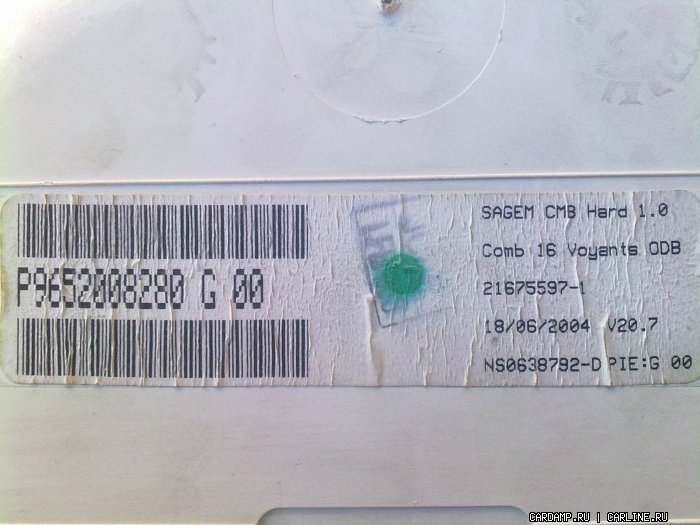 P9652008280 G 00
SAGEM CMB Hard 1.0
Comb 16 Voyants ODB
21675597-1
18/06/2004 V20.7
NS0638792-D PIE:G 00
CARDAMP.RU | CARLINE.RU